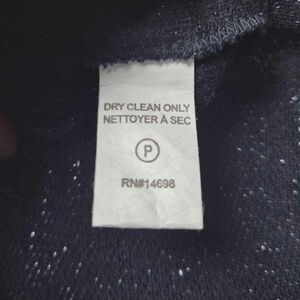 DRY CLEAN ONLY
NETTOYER À SEC
P
RN#14698